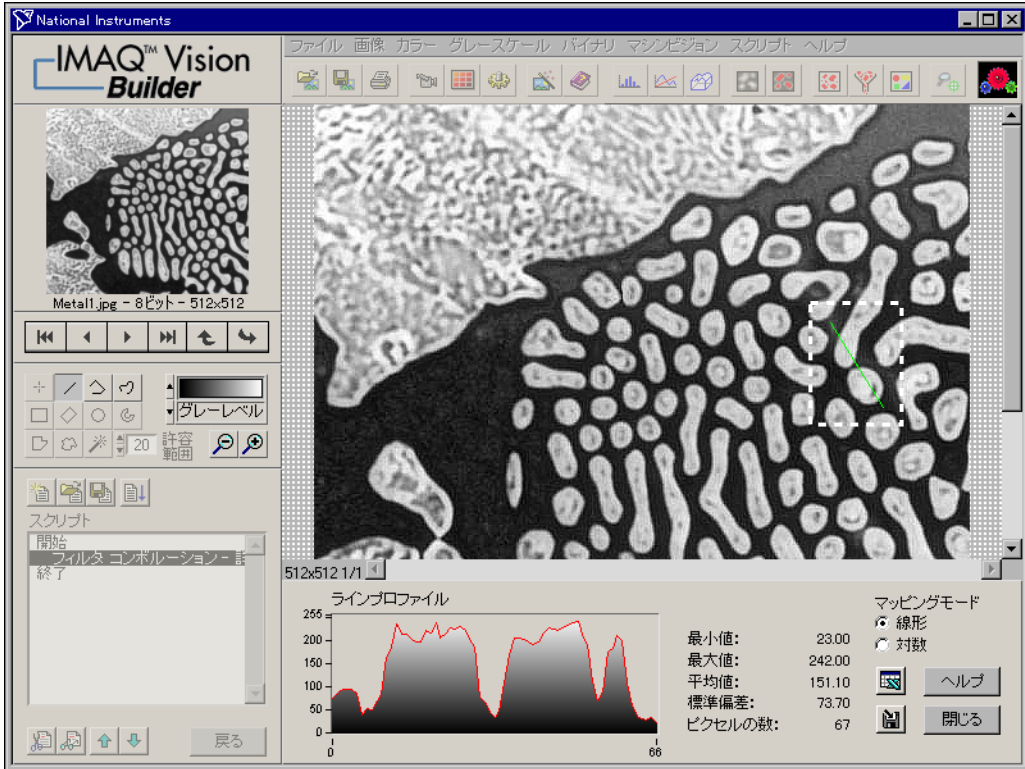 National Instruments
IMAQ™ Vision
Builder
ファイル 画像 カラー グレースケール バイナリ マシンビジョン スクリプト ヘルプ
Metal1.jpg - 8ビット - 512x512
グレーレベル
20
許容
範囲
スクリプト
開始
フィルタ コンボルーション -
終了
戻る
512x512 1/1
ラインプロファイル
255
200
150
100
50
0
0
66
最小値: 23.00
最大値: 242.00
平均値: 151.10
標準偏差: 73.70
ピクセルの数: 67
マッピングモード
線形
対数
ヘルプ
閉じる